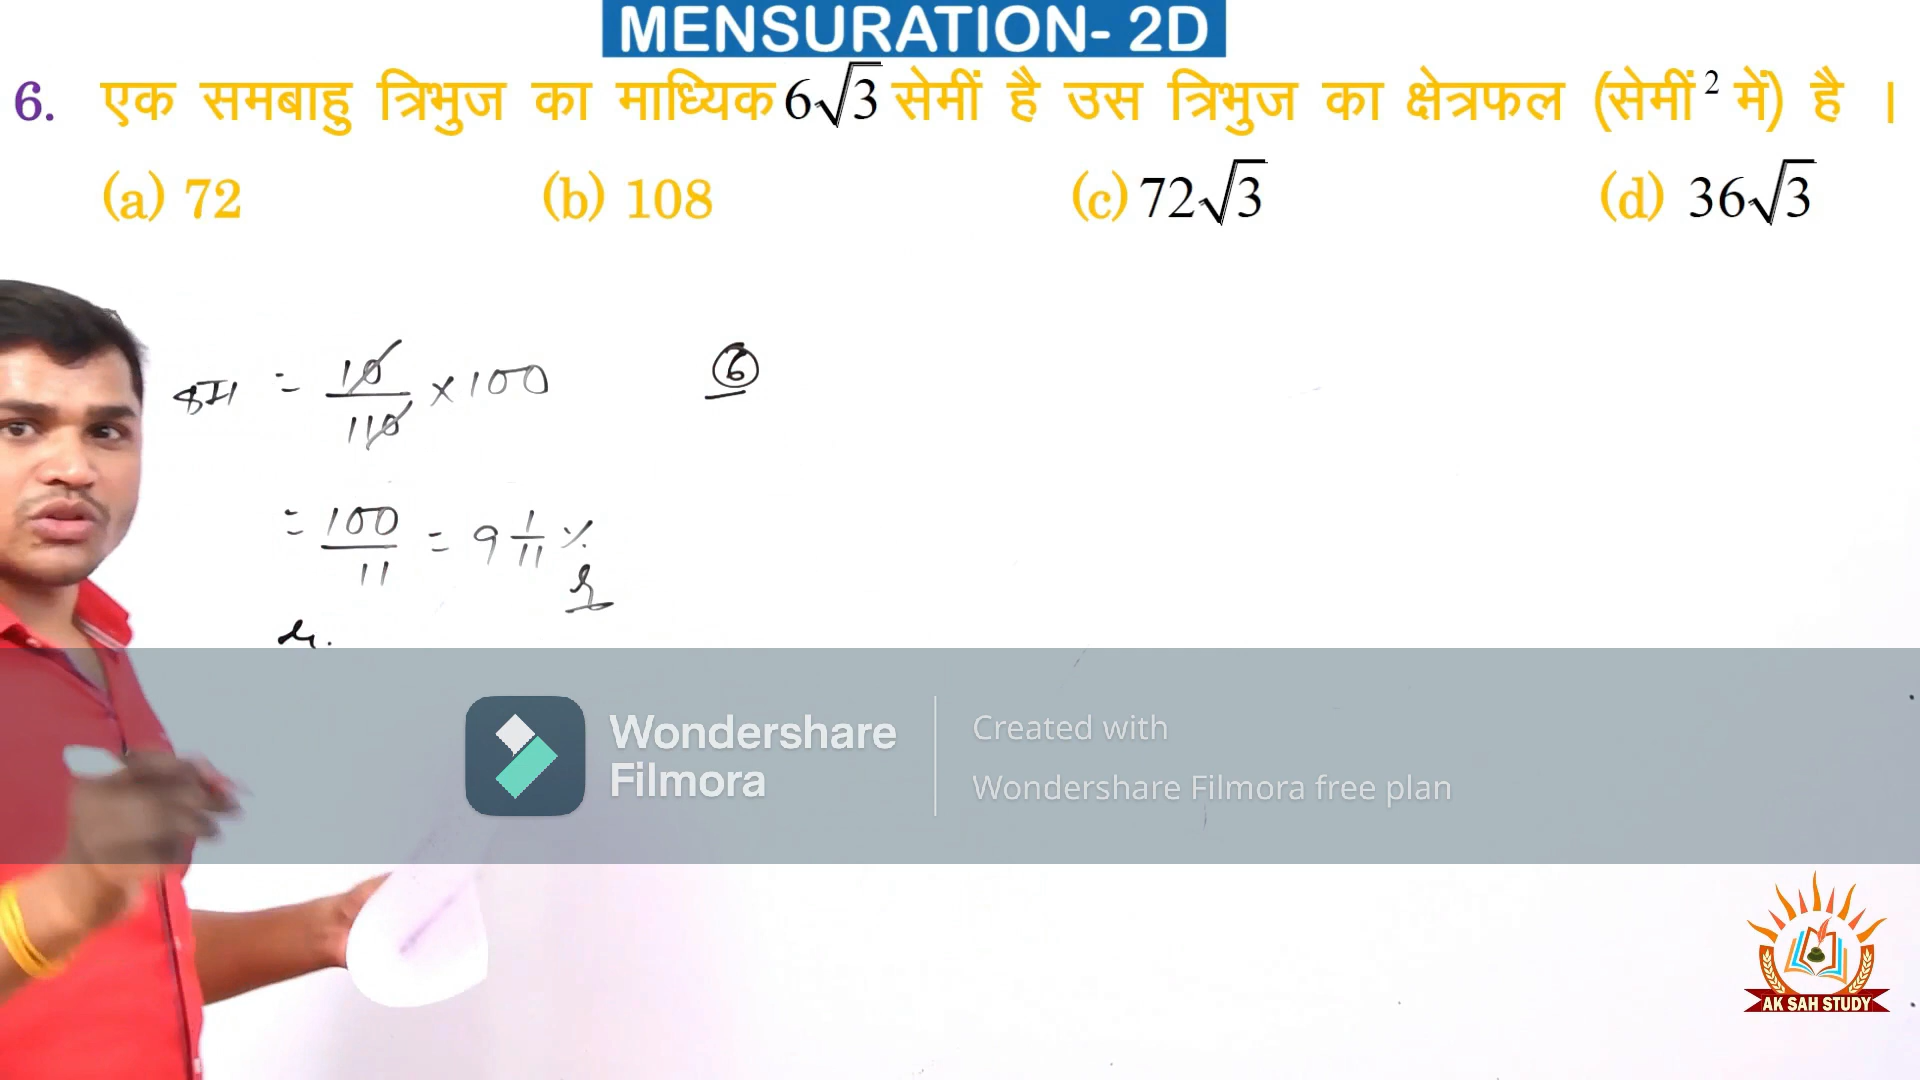 MENSURATION- 2D
6. एक समबाहु त्रिभुज का माध्यिक 6√3 सेमीं है उस त्रिभुज का क्षेत्रफल (सेमीं² में) है ।
(a) 72 (b) 108 (c) 72√3 (d) 36√3
कमी = 10/110 × 100
6
= 100/11 = 9 1/11 %
Wondershare Filmora
Created with
Wondershare Filmora free plan
AK SAH STUDY